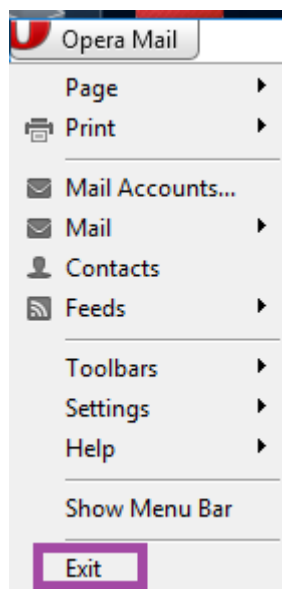 Opera Mail
Page
Print
Mail Accounts...
Mail
Contacts
Feeds
Toolbars
Settings
Help
Show Menu Bar
Exit